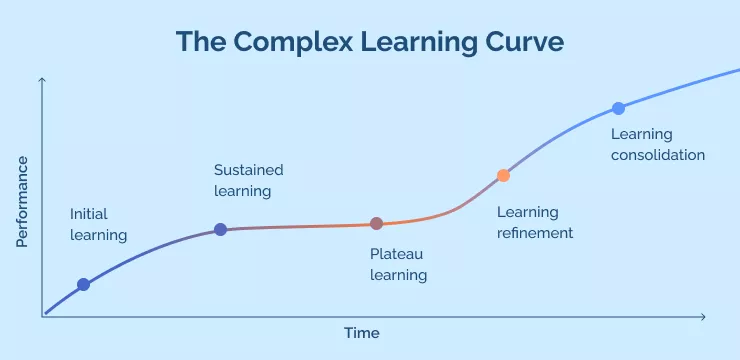 The Complex Learning Curve
Performance
Initial
learning
Sustained
learning
Plateau
learning
Learning
refinement
Learning
consolidation
Time